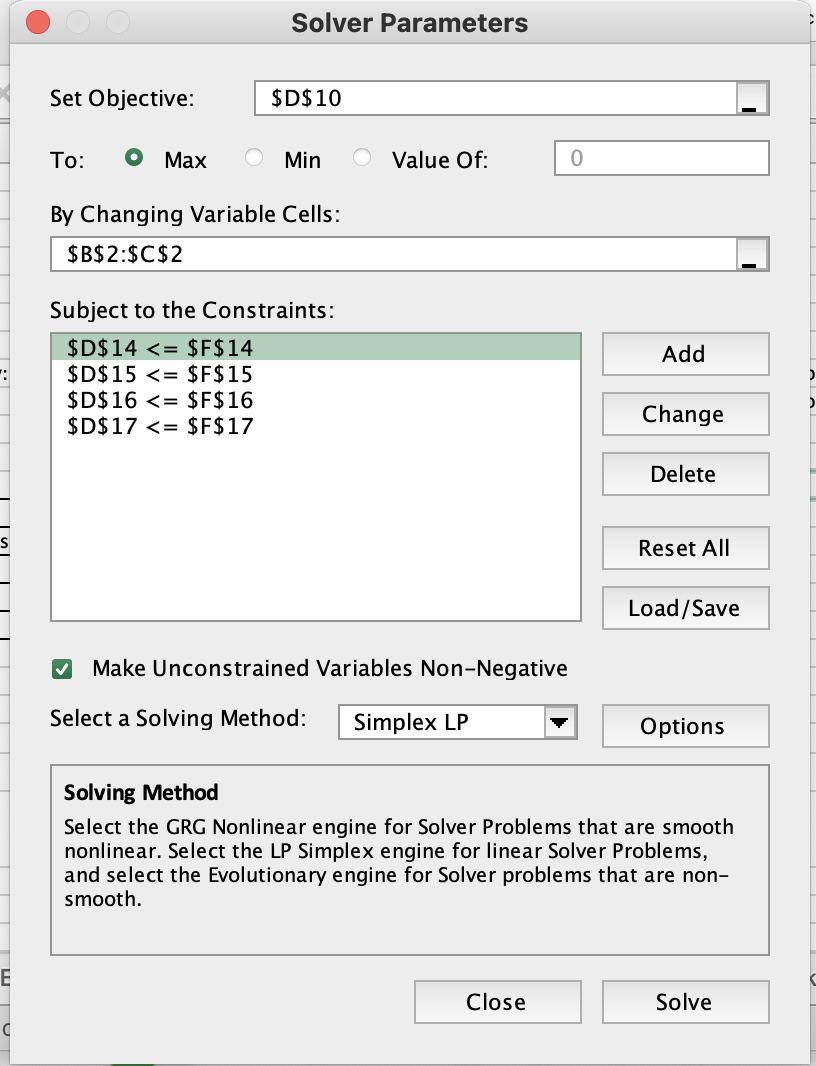 Solver Parameters
Set Objective: $D$10
To: Max Min Value Of: 0
By Changing Variable Cells:
$B$2:$C$2
Subject to the Constraints:
$D$14 <= $F$14
$D$15 <= $F$15
$D$16 <= $F$16
$D$17 <= $F$17
Add
Change
Delete
Reset All
Load/Save
Make Unconstrained Variables Non-Negative
Select a Solving Method: Simplex LP Options
Solving Method
Select the GRG Nonlinear engine for Solver Problems that are smooth
nonlinear. Select the LP Simplex engine for linear Solver Problems,
and select the Evolutionary engine for Solver problems that are non-
smooth.
Close Solve